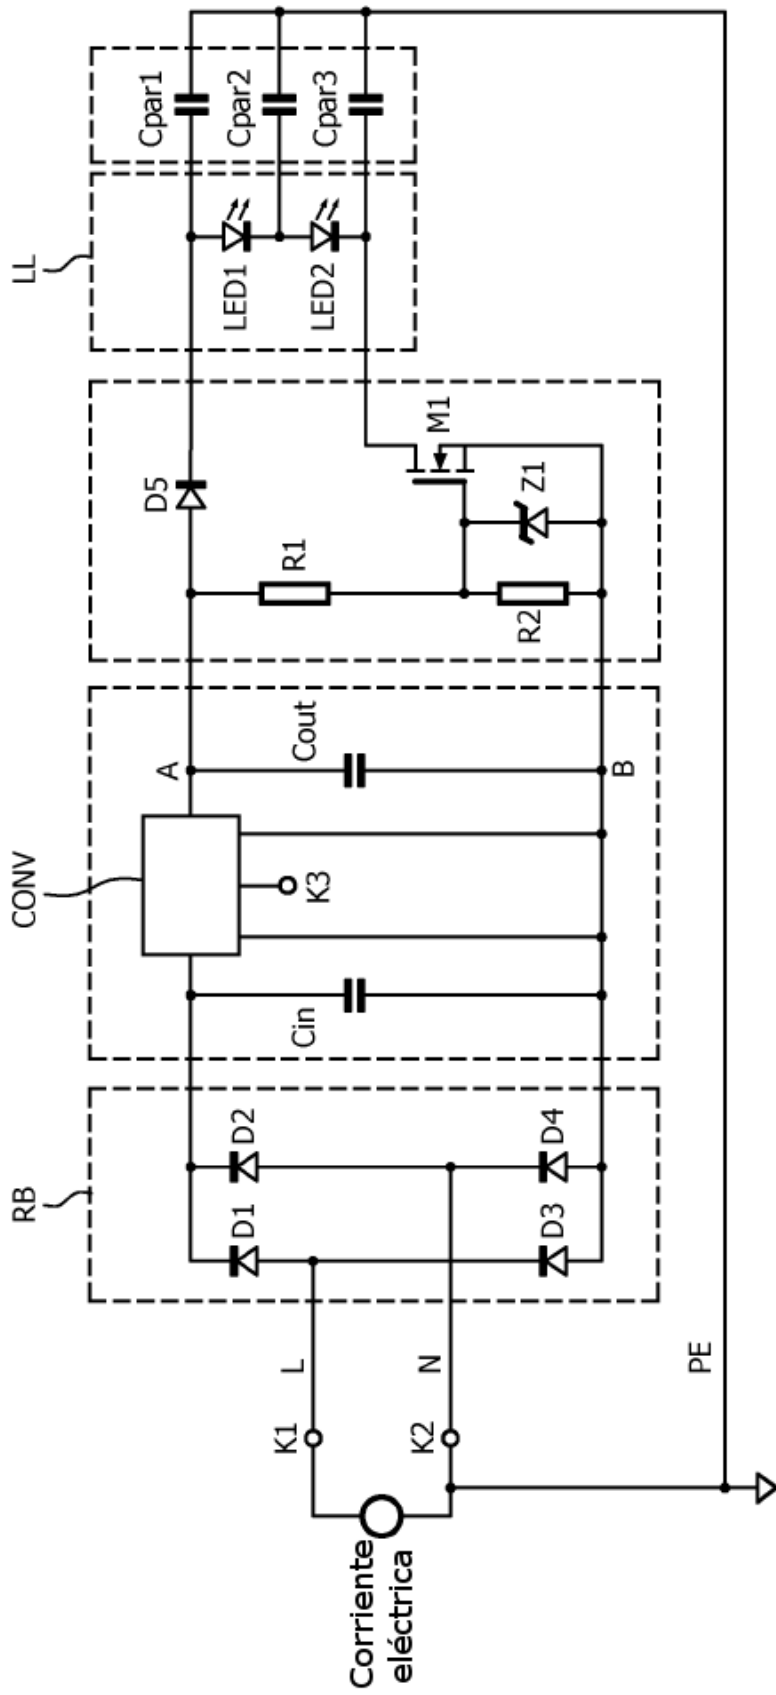 RB
CONV
LL
Corriente
eléctrica
K1
L
K2
N
PE
D1
D2
D3
D4
Cin
K3
A
Cout
B
D5
R1
R2
Z1
M1
LED1
LED2
Cpar1
Cpar2
Cpar3